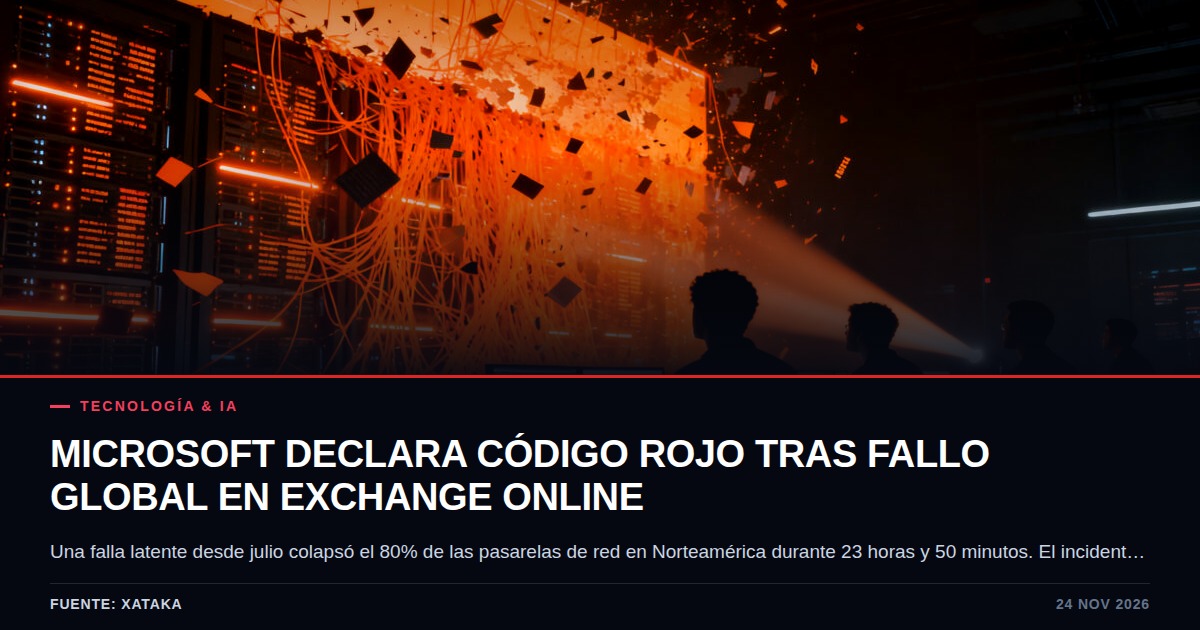 TECNOLOGÍA & IA
MICROSOFT DECLARA CÓDIGO ROJO TRAS FALLO
GLOBAL EN EXCHANGE ONLINE
Una falla latente desde julio colapsó el 80% de las pasarelas de red en Norteamérica durante 23 horas y 50 minutos. El incident…
FUENTE: XATAKA
24 NOV 2026